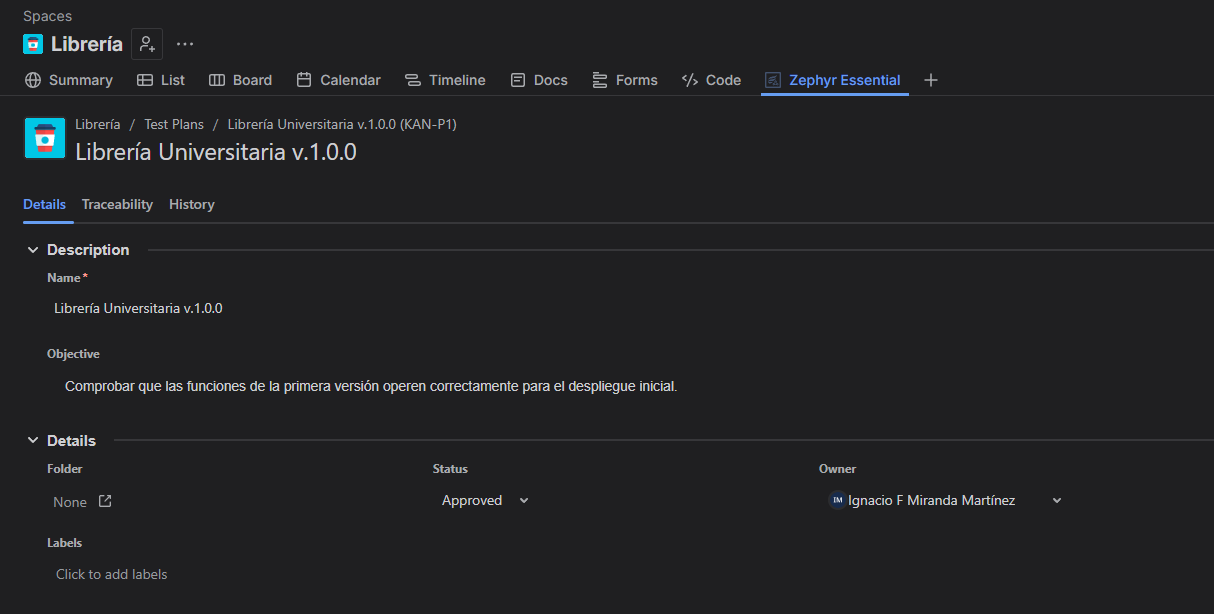 Spaces
Librería
Summary List Board Calendar Timeline Docs Forms Code Zephyr Essential
Librería / Test Plans / Librería Universitaria v.1.0.0 (KAN-P1)
Librería Universitaria v.1.0.0
Details Traceability History
Description
Name*
Librería Universitaria v.1.0.0
Objective
Comprobar que las funciones de la primera versión operen correctamente para el despliegue inicial.
Details
Folder Status Owner
None Approved IM Ignacio F Miranda Martínez
Labels
Click to add labels